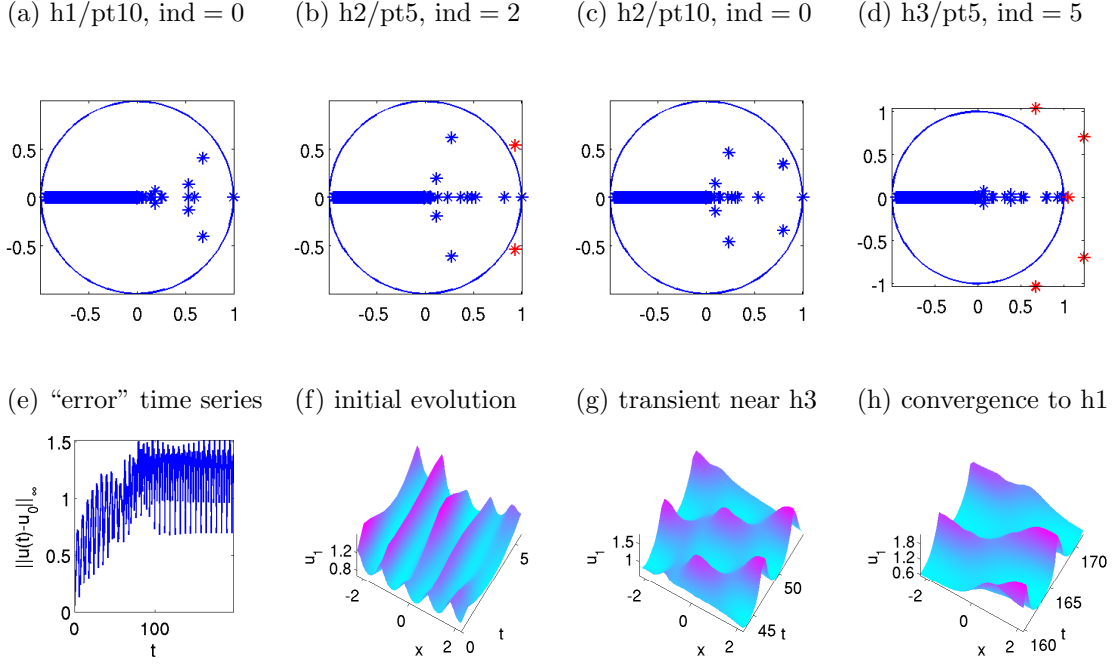 (a) h1/pt10, ind = 0
(b) h2/pt5, ind = 2
(c) h2/pt10, ind = 0
(d) h3/pt5, ind = 5
0.5
0
-0.5
-0.5 0 0.5 1
0.5
0
-0.5
-0.5 0 0.5 1
0.5
0
-0.5
-0.5 0 0.5 1
1
0.5
0
-0.5
-1
-0.5 0 0.5 1
(e) “error” time series
(f) initial evolution
(g) transient near h3
(h) convergence to h1
1.5
1
0.5
0
||u(t)-u0||∞
0 100
t
u1
1.2
0.8
-2 0 2
x
0 5
t
u1
1.5
1
-2 0 2
x
45 50
t
u1
1.8
1.2
0.6
-2 0 2
x
160 165 170
t